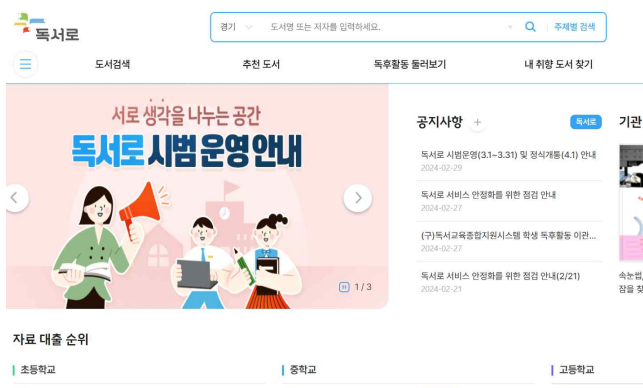 독서로
경기
도서명 또는 저자를 입력하세요.
주제별 검색
도서검색
추천 도서
독후활동 둘러보기
내 취향 도서 찾기
서로 생각을 나누는 공간
독서로 시범 운영 안내
1 / 3
공지사항 +
독서로
독서로 시범운영(3.1~3.31) 및 정식개통(4.1) 안내
2024-02-29
독서로 서비스 안정화를 위한 점검 안내
2024-02-27
(구)독서교육종합지원시스템 학생 독후활동 이관...
2024-02-27
독서로 서비스 안정화를 위한 점검 안내(2/21)
2024-02-21
기관
속눈썹,
잠을 찾
자료 대출 순위
초등학교
중학교
고등학교